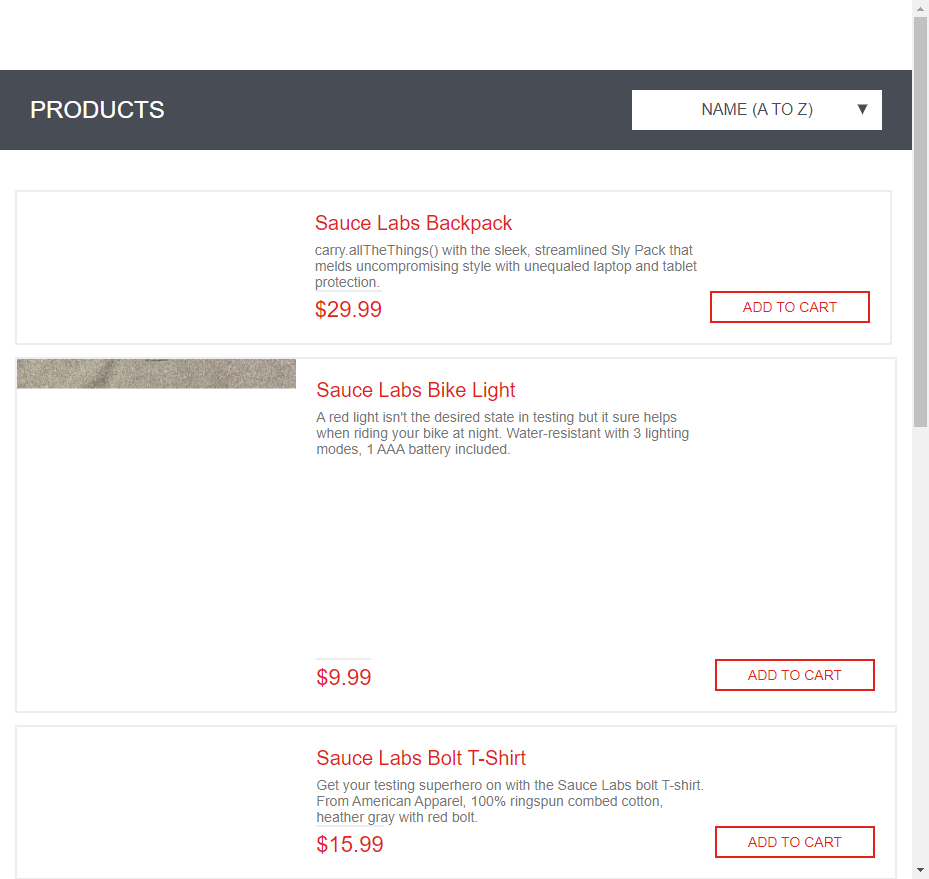 PRODUCTS
NAME (A TO Z) ▼
Sauce Labs Backpack
carry.allTheThings() with the sleek, streamlined Sly Pack that
melds uncompromising style with unequaled laptop and tablet
protection.
$29.99
ADD TO CART
Sauce Labs Bike Light
A red light isn't the desired state in testing but it sure helps
when riding your bike at night. Water-resistant with 3 lighting
modes, 1 AAA battery included.
$9.99
ADD TO CART
Sauce Labs Bolt T-Shirt
Get your testing superhero on with the Sauce Labs bolt T-shirt.
From American Apparel, 100% ringspun combed cotton,
heather gray with red bolt.
$15.99
ADD TO CART